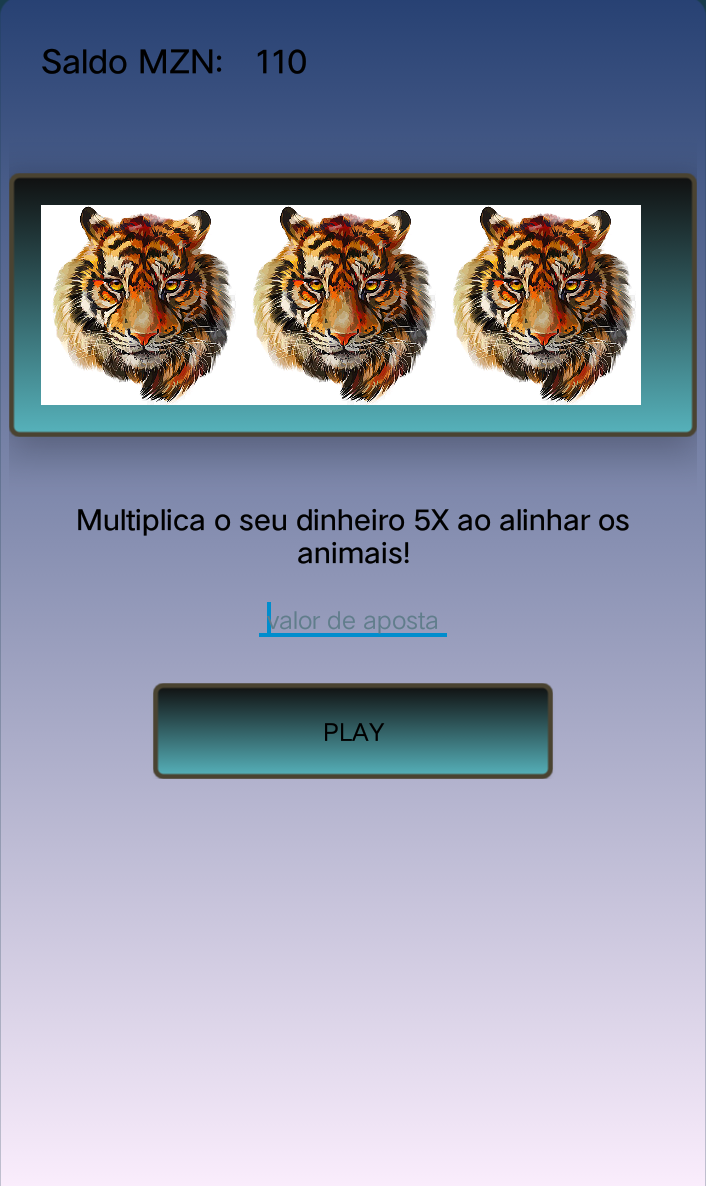 Saldo MZN: 110
Multiplica o seu dinheiro 5X ao alinhar os
animais!
valor de aposta
PLAY